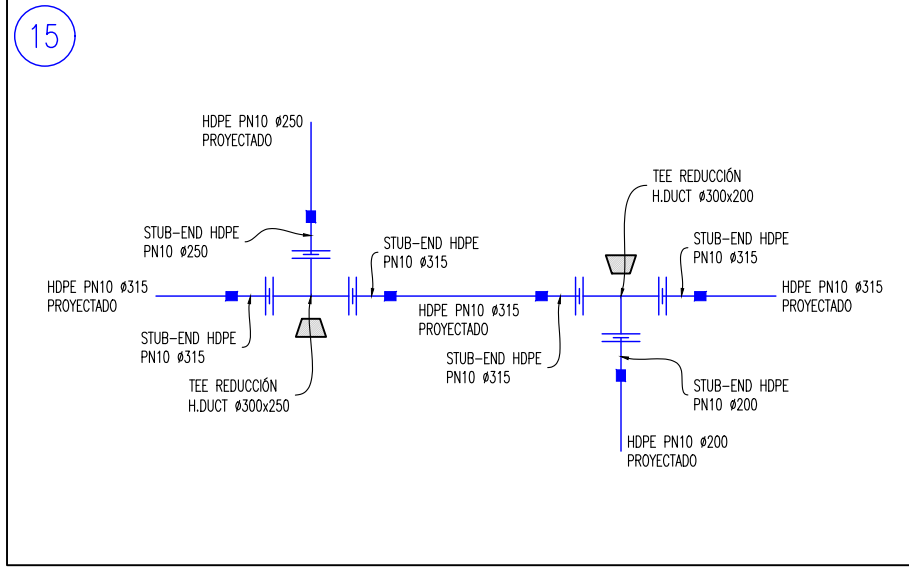 15
HDPE PN10 ø250
PROYECTADO
STUB-END HDPE
PN10 ø250
HDPE PN10 ø315
PROYECTADO
STUB-END HDPE
PN10 ø315
TEE REDUCCIÓN
H.DUCT ø300x250
STUB-END HDPE
PN10 ø315
HDPE PN10 ø315
PROYECTADO
STUB-END HDPE
PN10 ø315
TEE REDUCCIÓN
H.DUCT ø300x200
STUB-END HDPE
PN10 ø315
HDPE PN10 ø315
PROYECTADO
STUB-END HDPE
PN10 ø200
HDPE PN10 ø200
PROYECTADO